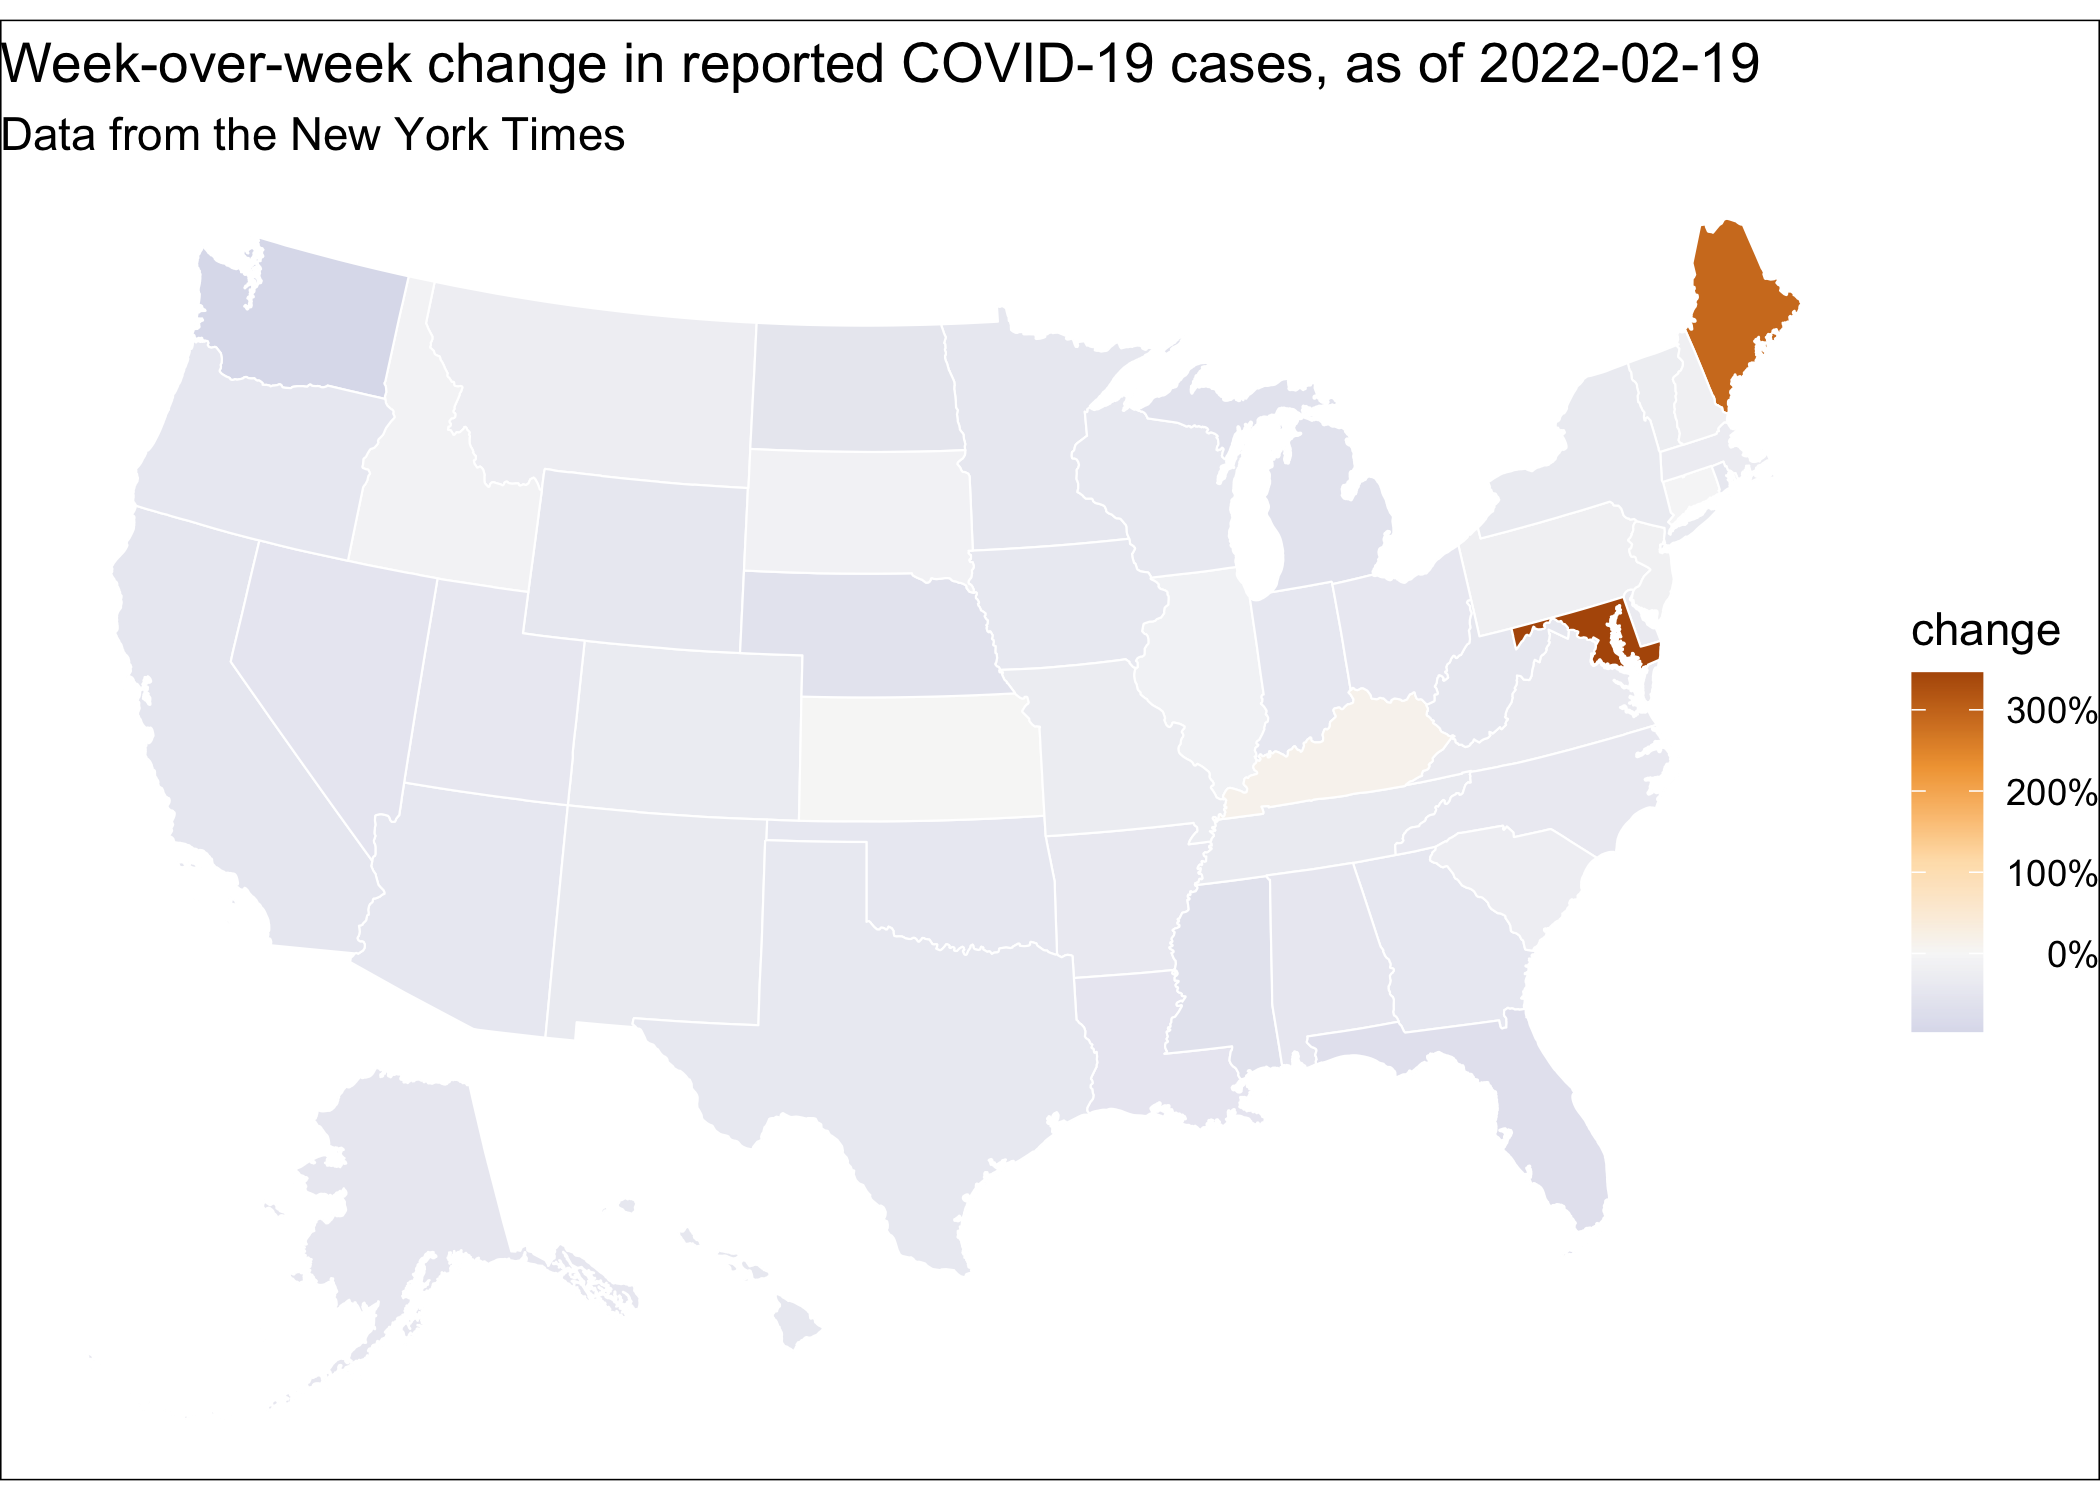 Week-over-week change in reported COVID-19 cases, as of 2022-02-19
Data from the New York Times
change
300%
200%
100%
0%